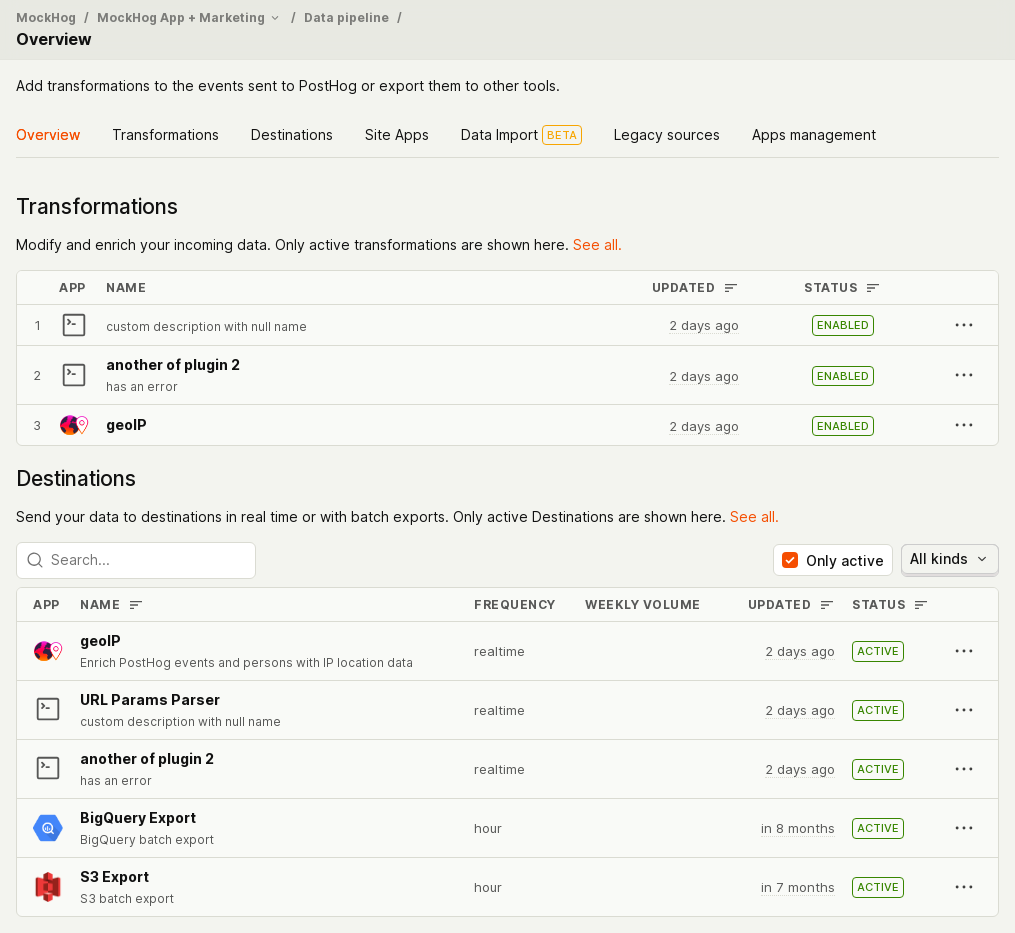 MockHog / MockHog App + Marketing / Data pipeline /
Overview
Add transformations to the events sent to PostHog or export them to other tools.
Overview Transformations Destinations Site Apps Data Import BETA Legacy sources Apps management
Transformations
Modify and enrich your incoming data. Only active transformations are shown here. See all.
APP NAME UPDATED STATUS
1 custom description with null name 2 days ago ENABLED
another of plugin 2
2 2 days ago ENABLED
has an error
3 geoIP 2 days ago ENABLED
Destinations
Send your data to destinations in real time or with batch exports. Only active Destinations are shown here. See all.
Search... Only active All kinds
APP NAME FREQUENCY WEEKLY VOLUME UPDATED STATUS
geoIP
realtime 2 days ago ACTIVE
Enrich PostHog events and persons with IP location data
URL Params Parser
realtime 2 days ago ACTIVE
custom description with null name
another of plugin 2
realtime 2 days ago ACTIVE
has an error
BigQuery Export
hour in 8 months ACTIVE
BigQuery batch export
S3 Export
hour in 7 months ACTIVE
S3 batch export